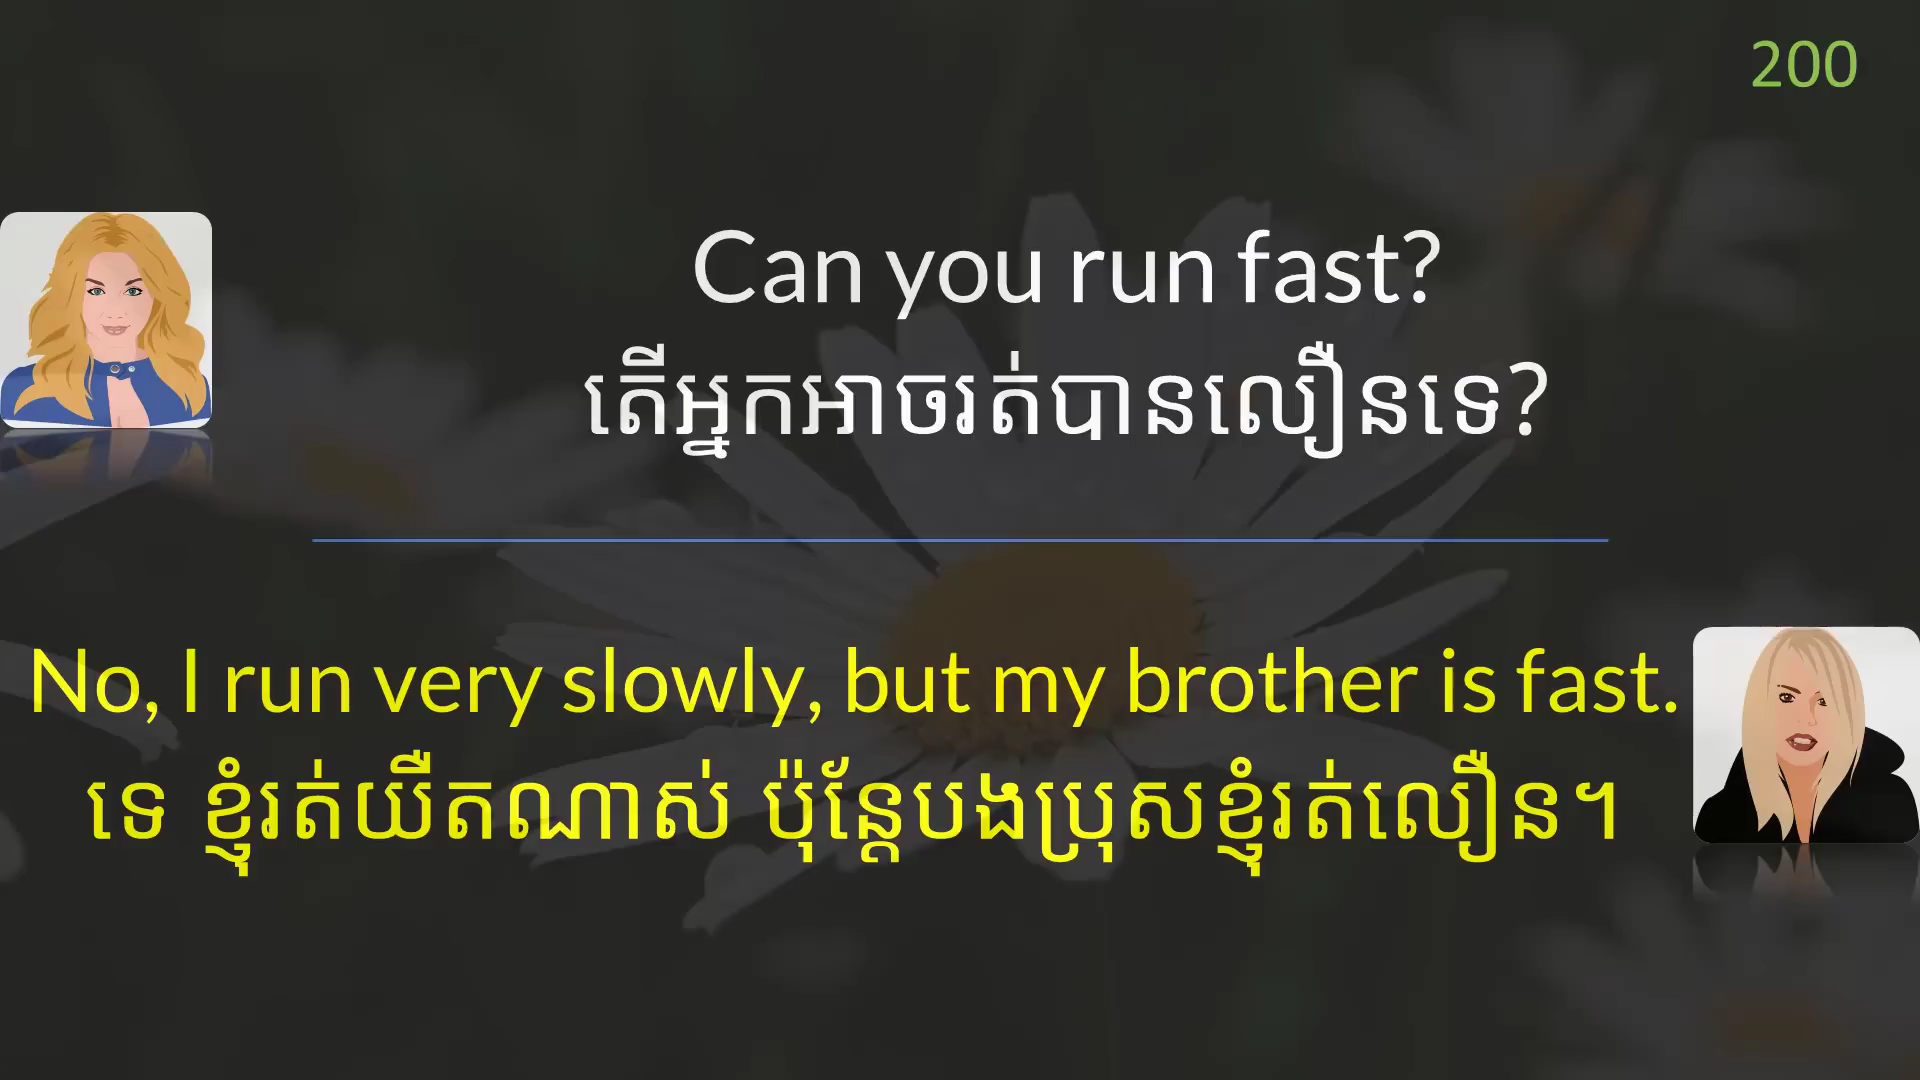 200
Can you run fast?
តើអ្នកអាចរត់បានលឿនទេ?
No, I run very slowly, but my brother is fast.
ទេ ខ្ញុំរត់យឺតណាស់ ប៉ុន្តែបងប្រុសខ្ញុំរត់លឿន។